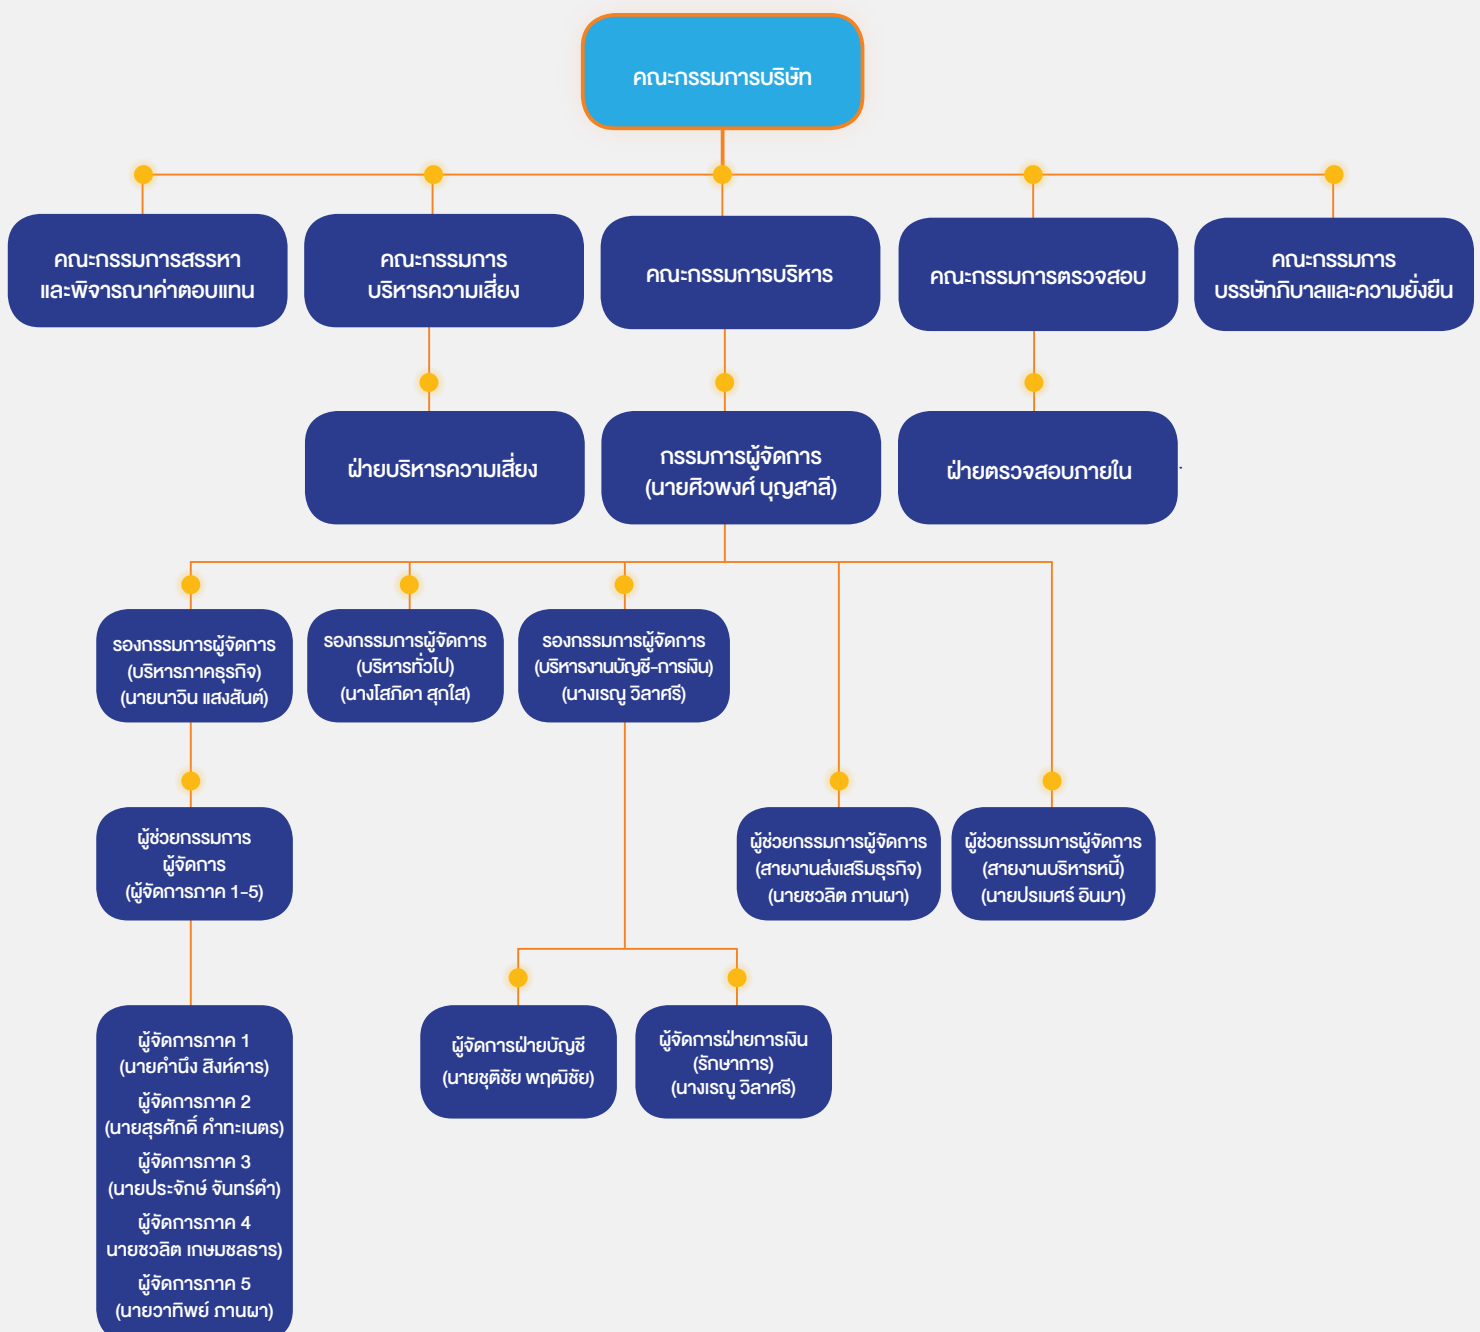 คณะกรรมการบริษัท
คณะกรรมการสรรหา
และพิจารณาค่าตอบแทน
คณะกรรมการ
บริหารความเสี่ยง
คณะกรรมการบริหาร
คณะกรรมการตรวจสอบ
คณะกรรมการ
บรรษัทภิบาลและความยั่งยืน
ฝ่ายบริหารความเสี่ยง
กรรมการผู้จัดการ
(นายศิวพงศ์ บุญสาลี)
ฝ่ายตรวจสอบภายใน
รองกรรมการผู้จัดการ
(บริหารภาคธุรกิจ)
(นายนาวิน แสงสันต์)
รองกรรมการผู้จัดการ
(บริหารทั่วไป)
(นางโสภิดา สุกใส)
รองกรรมการผู้จัดการ
(บริหารงานบัญชี-การเงิน)
(นางเรณู วิลาศรี)
ผู้ช่วยกรรมการ
ผู้จัดการ
(ผู้จัดการภาค 1-5)
ผู้ช่วยกรรมการผู้จัดการ
(สายงานส่งเสริมธุรกิจ)
(นายชวลิต ภานผา)
ผู้ช่วยกรรมการผู้จัดการ
(สายงานบริหารหนี้)
(นายปรเมศร์ อินมา)
ผู้จัดการภาค 1
(นายคำนึง สิงห์คาร)
ผู้จัดการภาค 2
(นายสุรศักดิ์ คำทะเนตร)
ผู้จัดการภาค 3
(นายประจักษ์ จันทร์ดำ)
ผู้จัดการภาค 4
นายชวลิต เกษมชลธาร)
ผู้จัดการภาค 5
(นายวาทิพย์ ภานผา)
ผู้จัดการฝ่ายบัญชี
(นายชุติชัย พฤฒิชัย)
ผู้จัดการฝ่ายการเงิน
(รักษาการ)
(นางเรณู วิลาศรี)